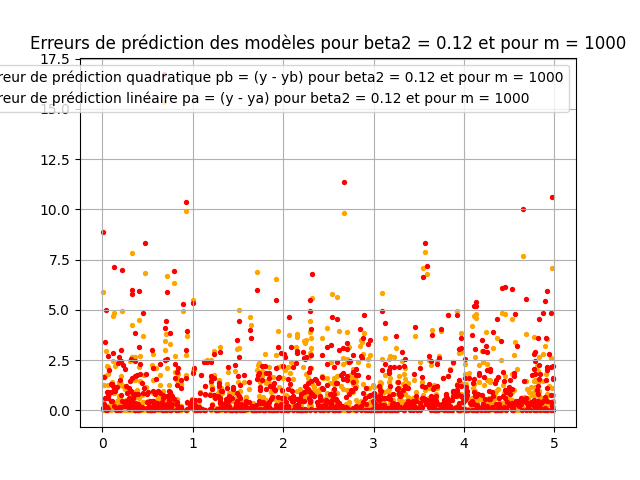 Erreurs de prédiction des modèles pour beta2 = 0.12 et pour m = 1000
17.5
reur de prédiction quadratique pb = (y - yb) pour beta2 = 0.12 et pour m = 1000
reur de prédiction linéaire pa = (y - ya) pour beta2 = 0.12 et pour m = 1000
15.0
12.5
10.0
7.5
5.0
2.5
0.0
0 1 2 3 4 5